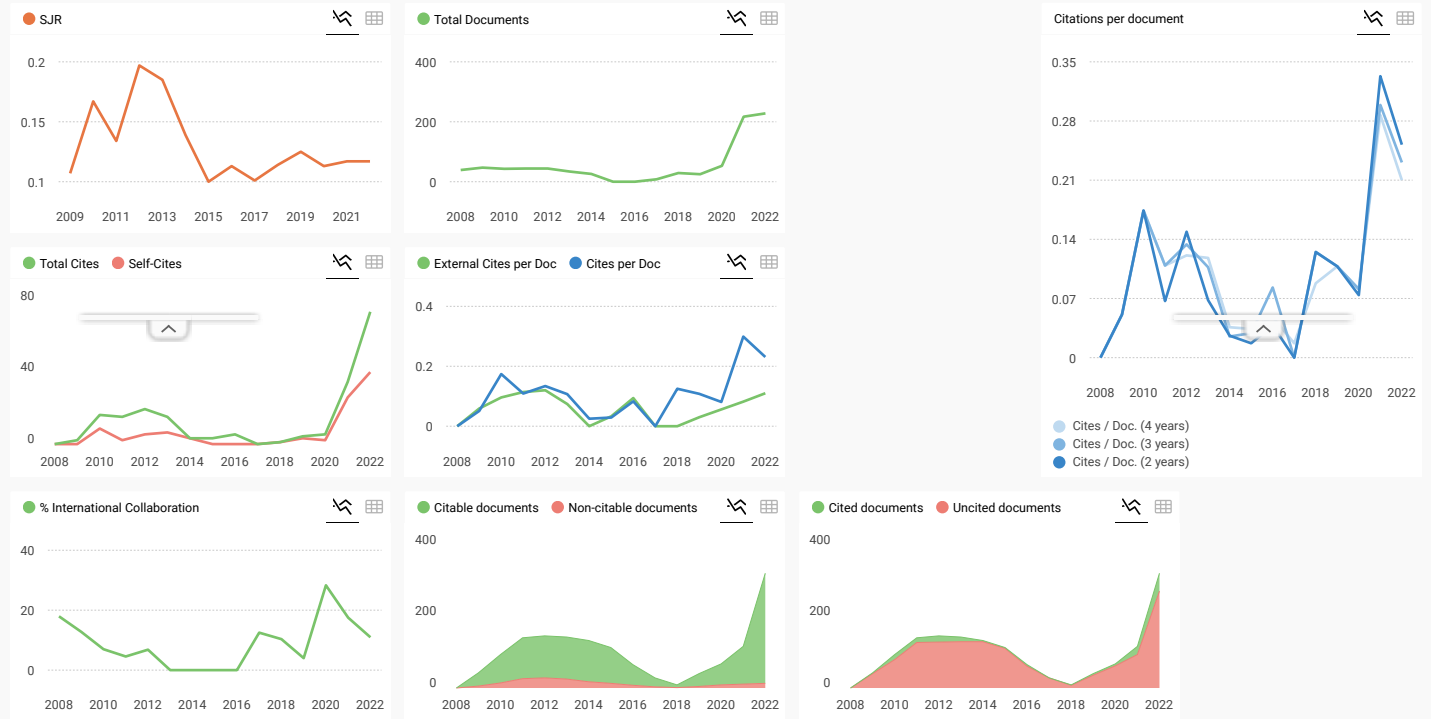 SJR
0.2
0.15
0.1
2009 2011 2013 2015 2017 2019 2021
Total Documents
400
200
0
2008 2010 2012 2014 2016 2018 2020 2022
Citations per document
0.35
0.28
0.21
0.14
0.07
0
2008 2010 2012 2014 2016 2018 2020 2022
Cites / Doc. (4 years)
Cites / Doc. (3 years)
Cites / Doc. (2 years)
Total Cites Self-Cites
80
40
0
2008 2010 2012 2014 2016 2018 2020 2022
External Cites per Doc Cites per Doc
0.4
0.2
0
2008 2010 2012 2014 2016 2018 2020 2022
% International Collaboration
40
20
0
2008 2010 2012 2014 2016 2018 2020 2022
Citable documents Non-citable documents
400
200
0
2008 2010 2012 2014 2016 2018 2020 2022
Cited documents Uncited documents
400
200
0
2008 2010 2012 2014 2016 2018 2020 2022